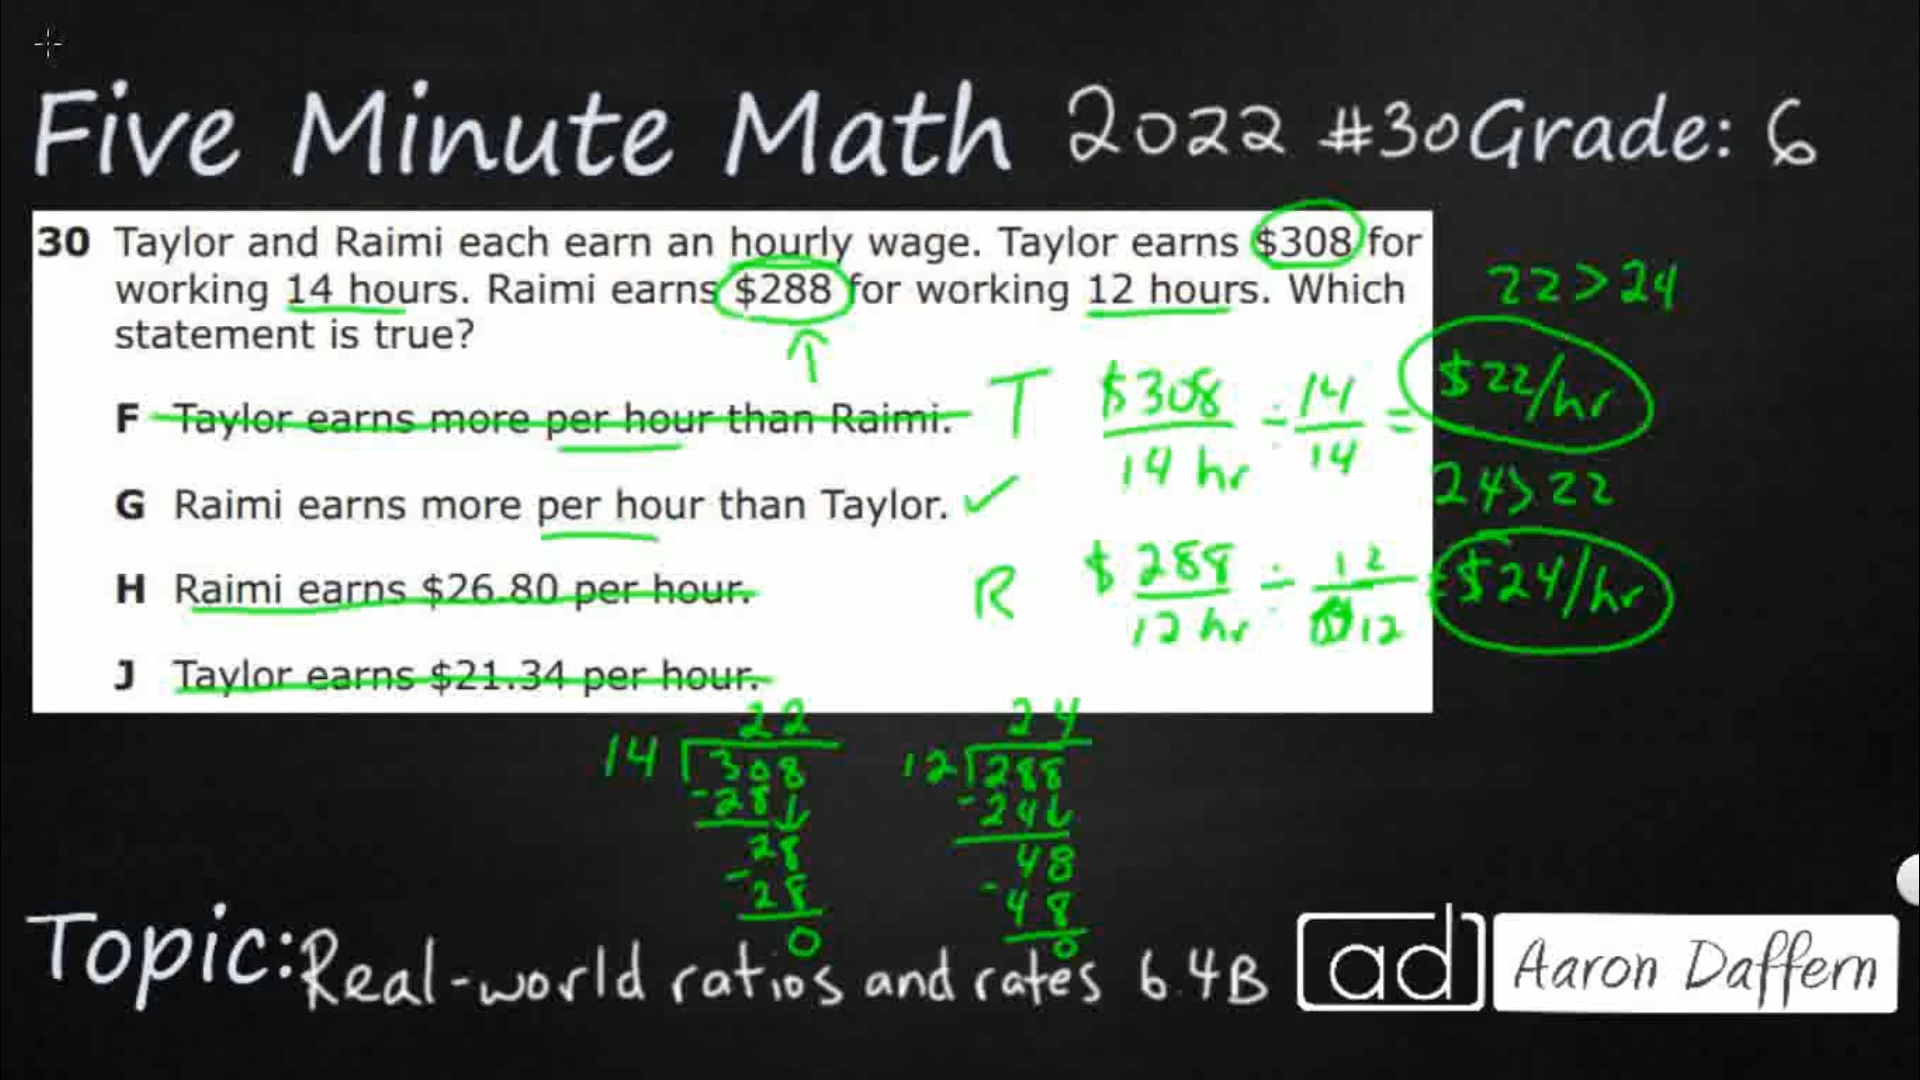 Five Minute Math 2022 #30 Grade: 6
30 Taylor and Raimi each earn an hourly wage. Taylor earns $308 for
working 14 hours. Raimi earns $288 for working 12 hours. Which
statement is true?
22 > 24
F Taylor earns more per hour than Raimi.
T $308/14 hr ÷ 14/14 = $22/hr
G Raimi earns more per hour than Taylor. ✓
24 > 22
H Raimi earns $26.80 per hour.
R $288/12 hr ÷ 12/12 = $24/hr
J Taylor earns $21.34 per hour.
22 24
14 308 12 288
-28↓ -24↓
28 48
-28 -48
0 0
Topic: Real-world ratios and rates 6.4B
ad Aaron Daffern